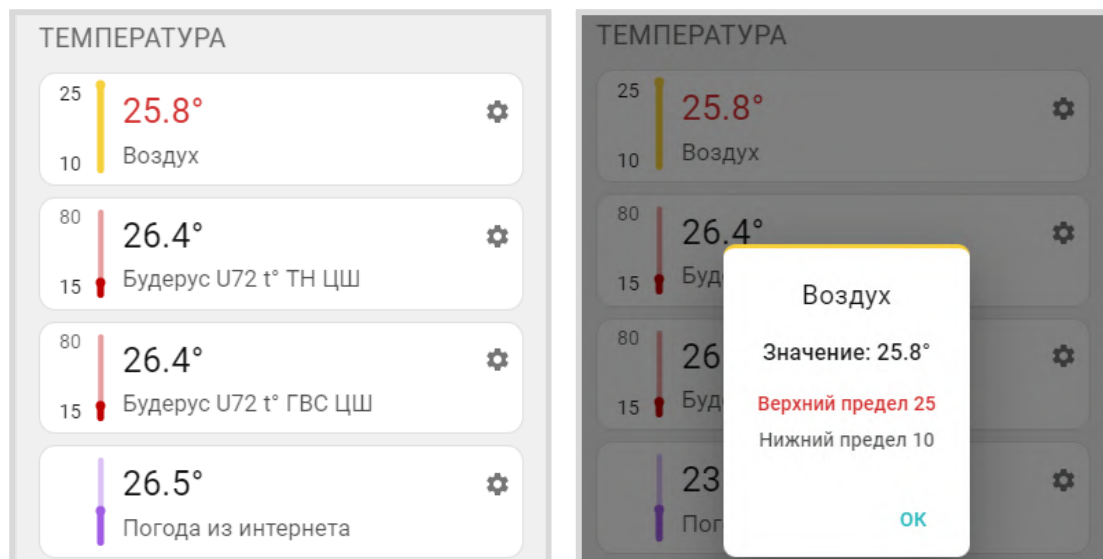 ТЕМПЕРАТУРА
25
25.8°
10
Воздух
80
26.4°
15
Будерус U72 t° ТН ЦШ
80
26.4°
15
Будерус U72 t° ГВС ЦШ
26.5°
Погода из интернета
ТЕМПЕРАТУРА
25
25.8°
10
Воздух
80
26.4°
15
Буд
80
26
15
Буд
23
Пог
Воздух
Значение: 25.8°
Верхний предел 25
Нижний предел 10
ОК